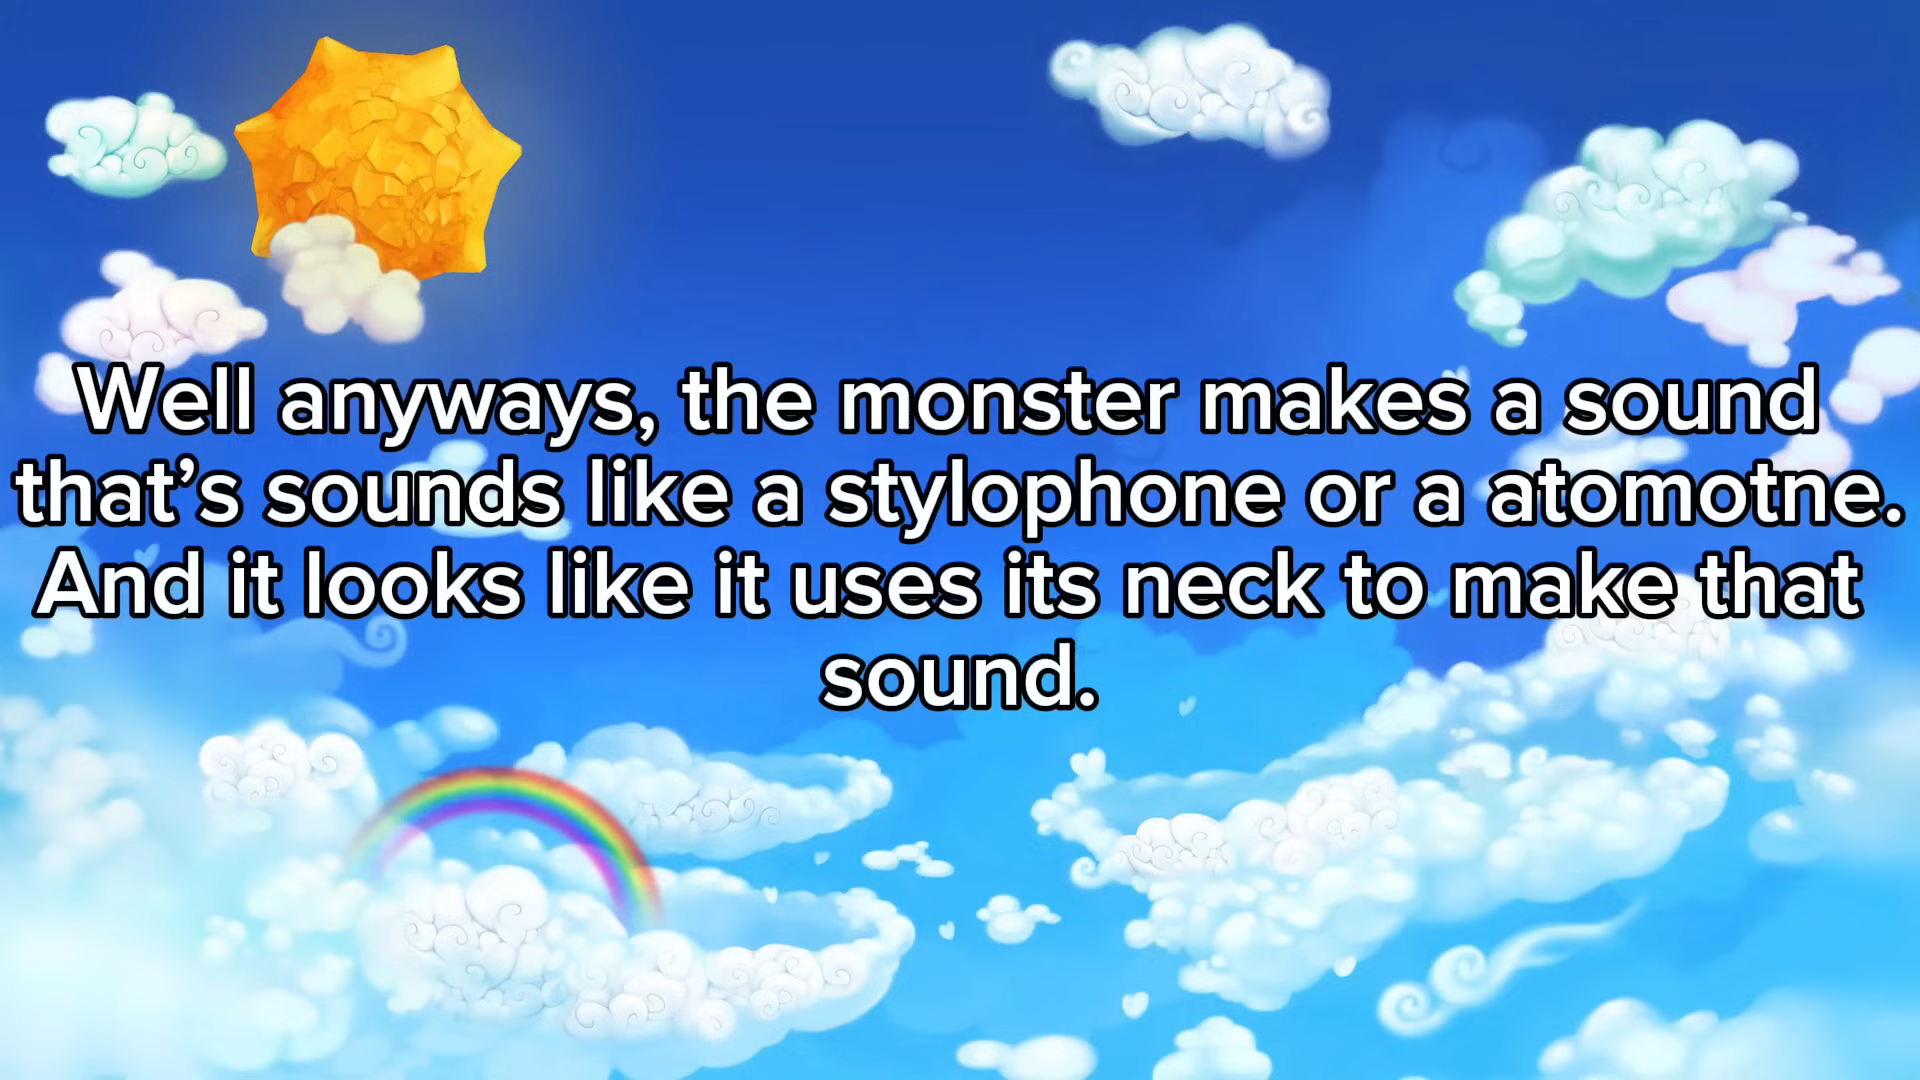 Well anyways, the monster makes a sound
that’s sounds like a stylophone or a atomotne.
And it looks like it uses its neck to make that
sound.